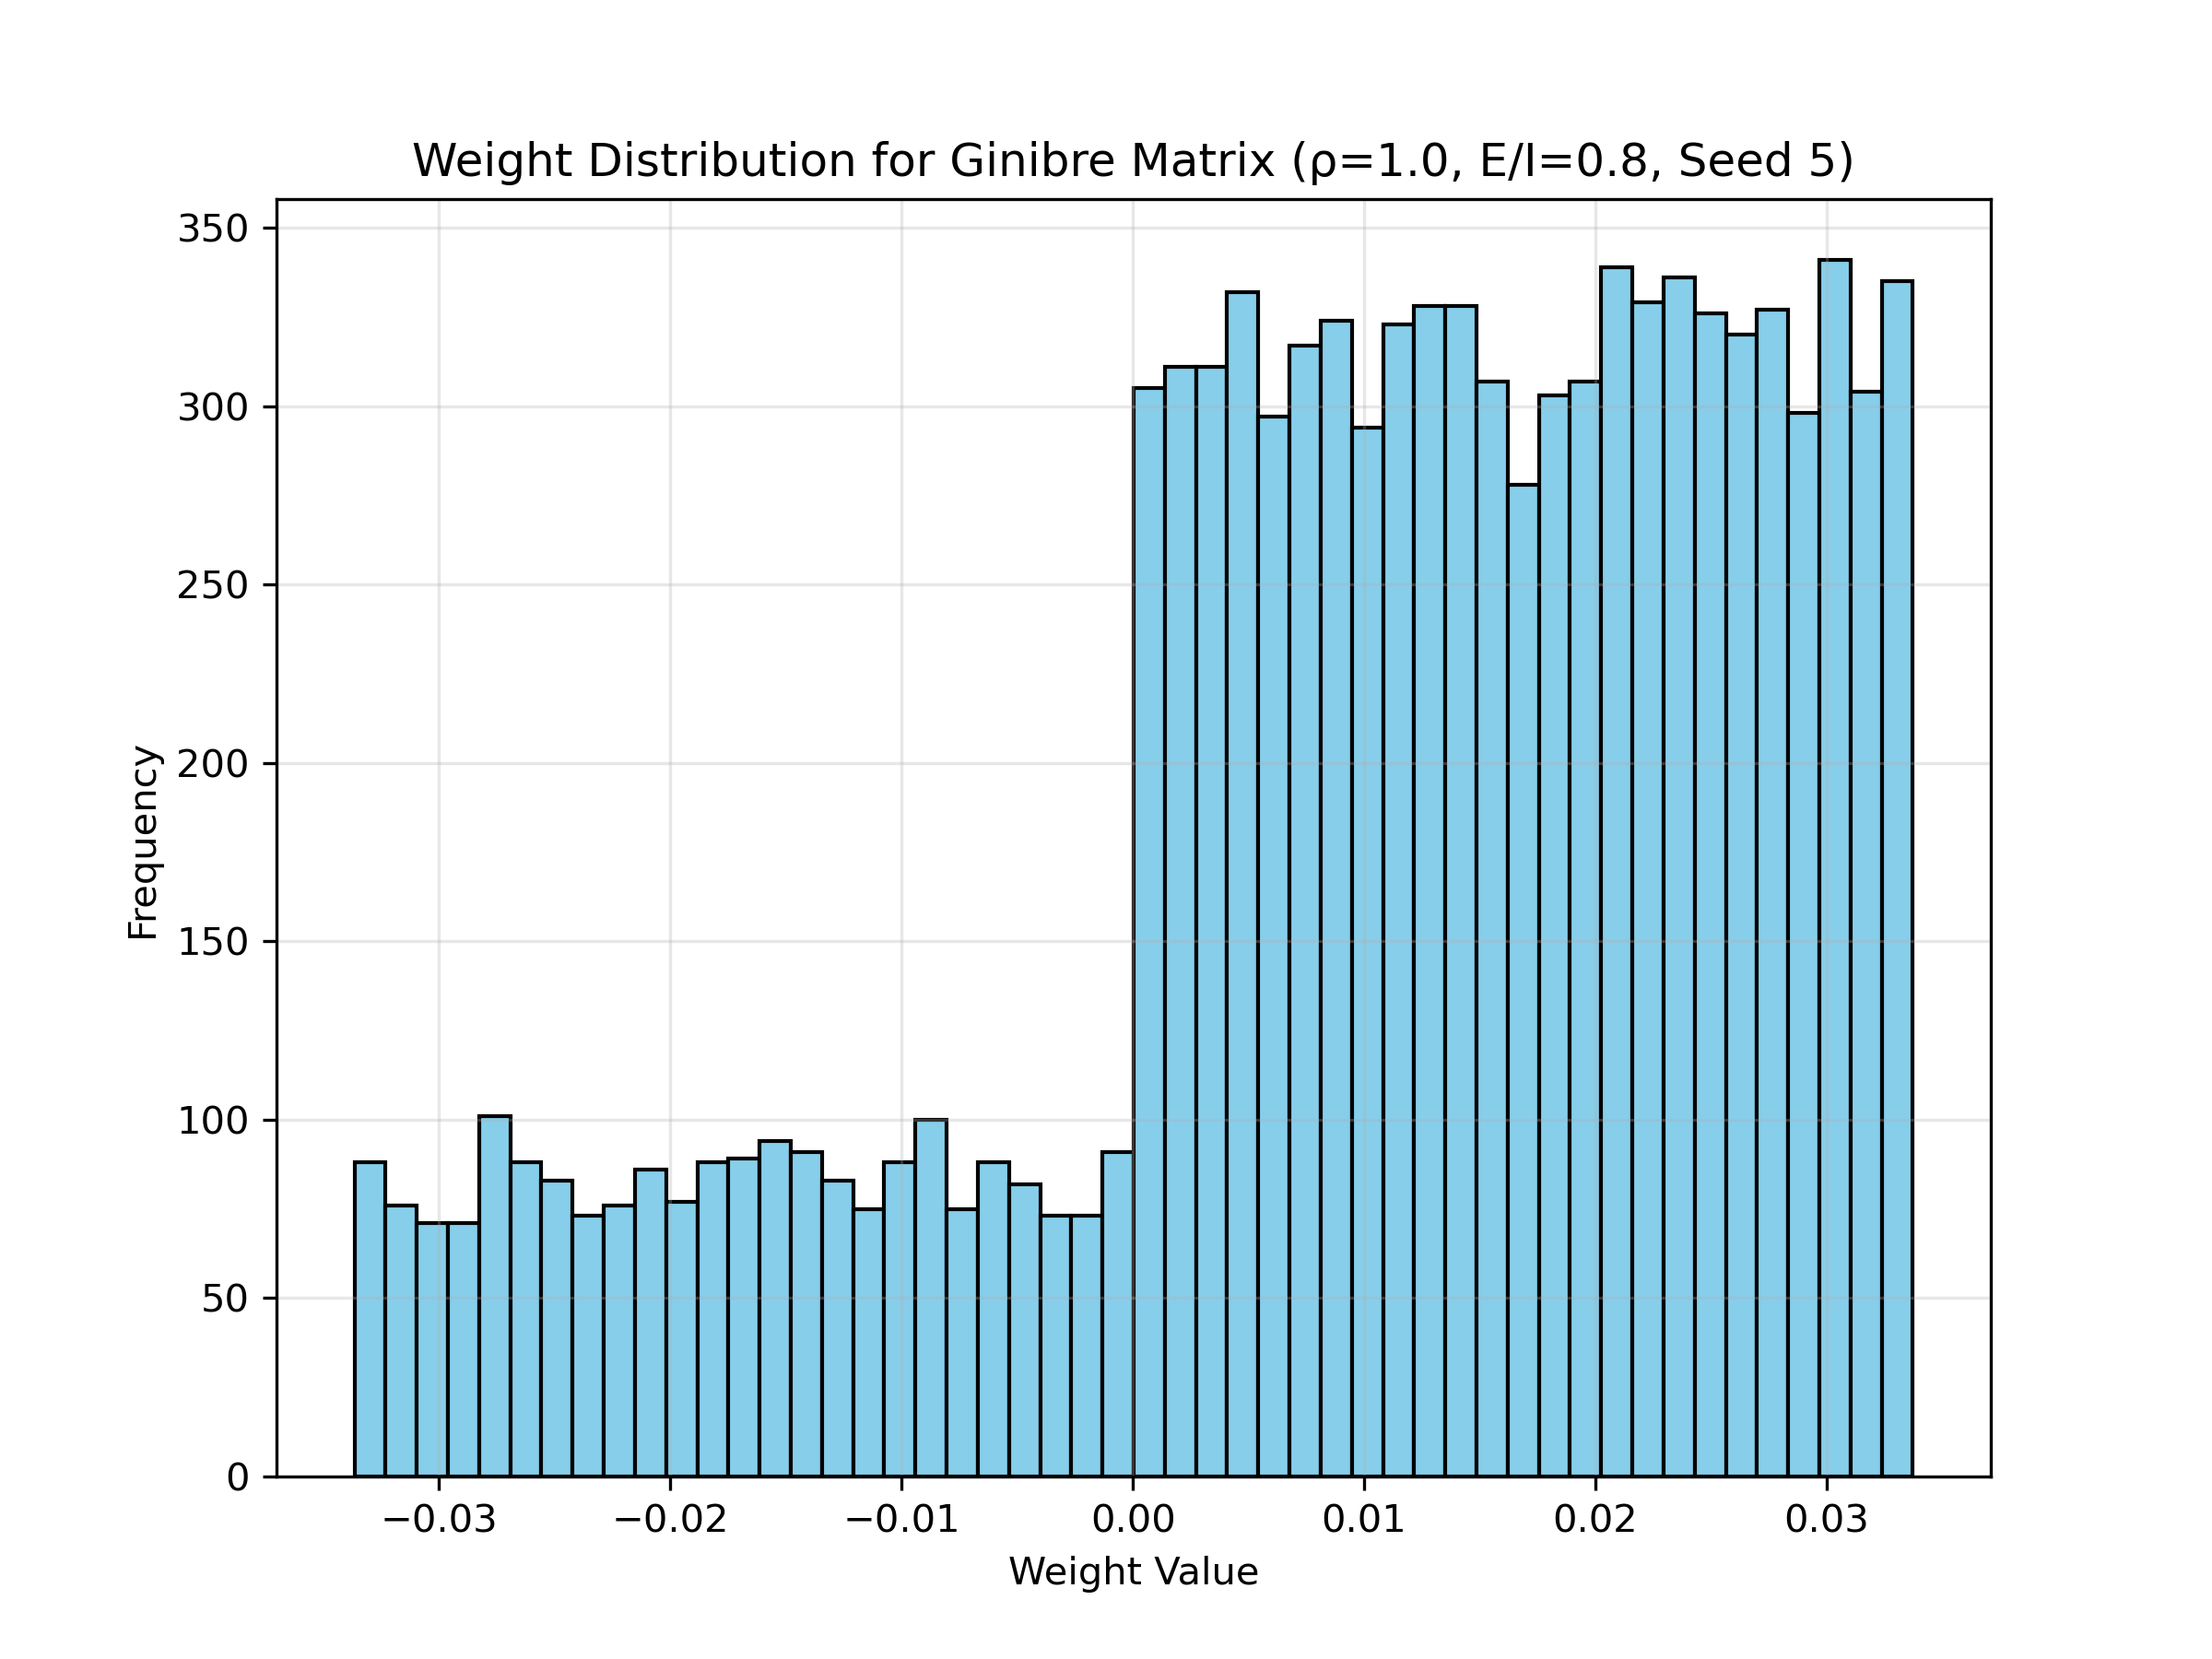 Weight Distribution for Ginibre Matrix (ρ=1.0, E/I=0.8, Seed 5)
350
300
250
200
150
100
50
0
Frequency
−0.03 −0.02 −0.01 0.00 0.01 0.02 0.03
Weight Value